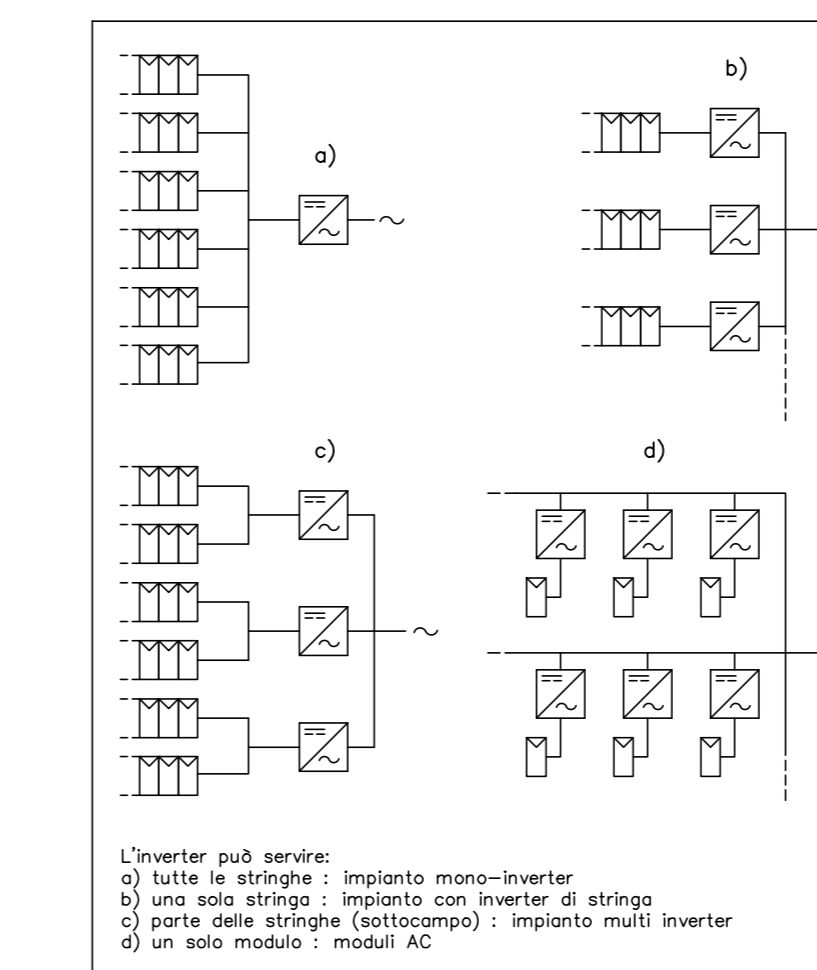 a)
b)
c)
d)
L'inverter può servire:
a) tutte le stringhe : impianto mono-inverter
b) una sola stringa : impianto con inverter di stringa
c) parte delle stringhe (sottocampo) : impianto multi inverter
d) un solo modulo : moduli AC